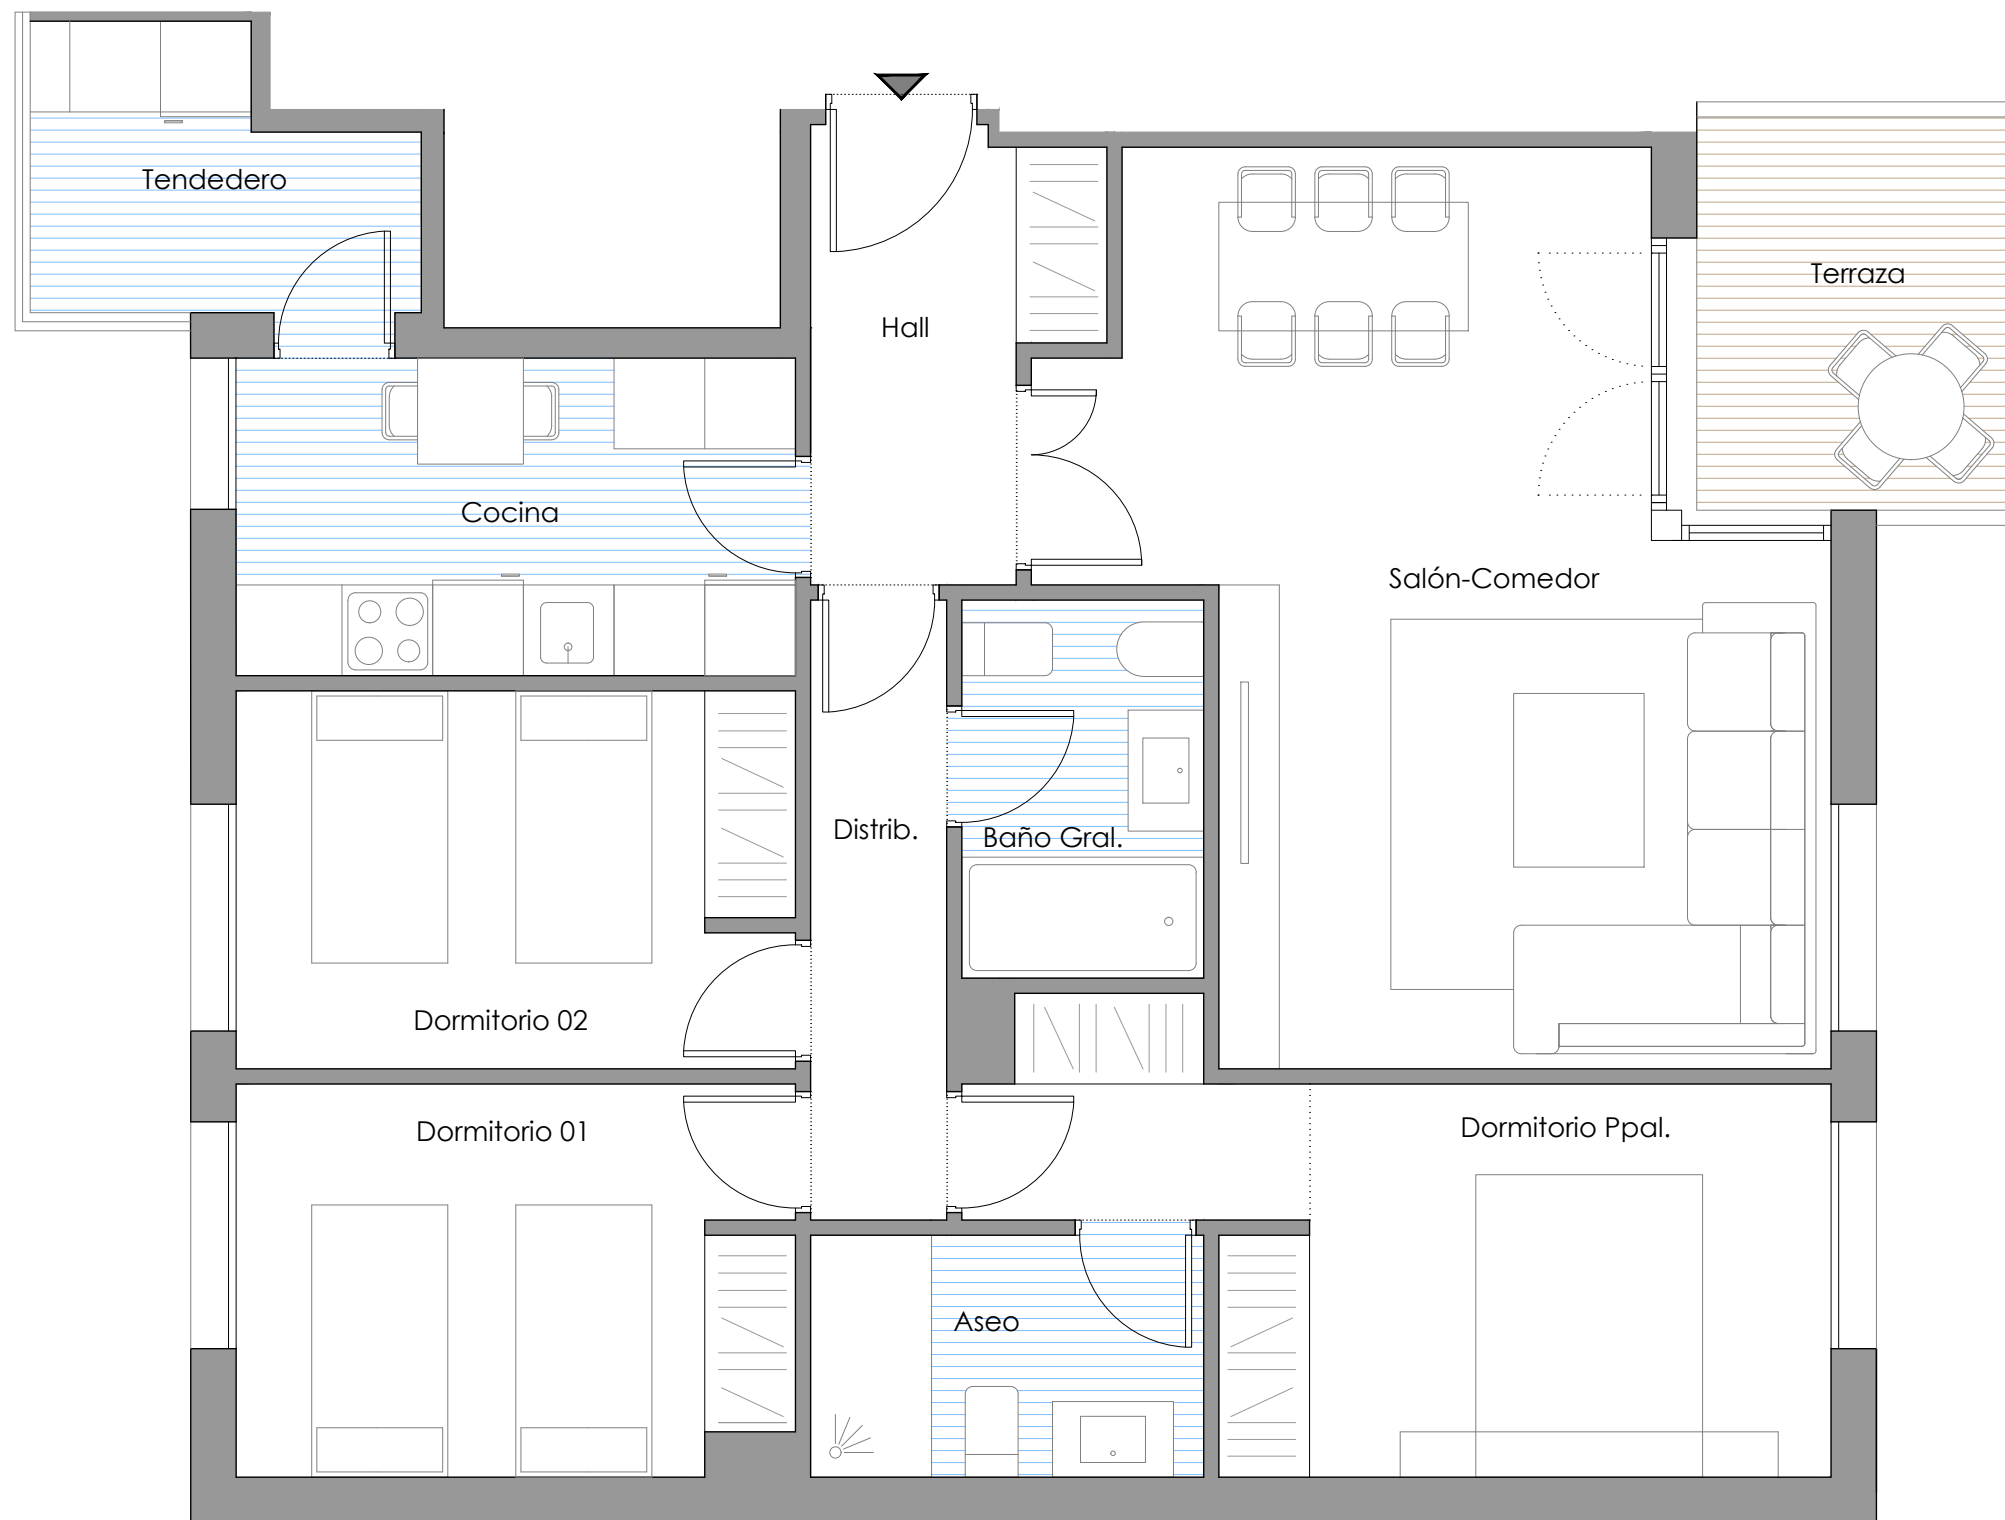 Tendedero
Terraza
Hall
Cocina
Salón-Comedor
Distrib.
Baño Gral.
Dormitorio 02
Dormitorio 01
Dormitorio Ppal.
Aseo